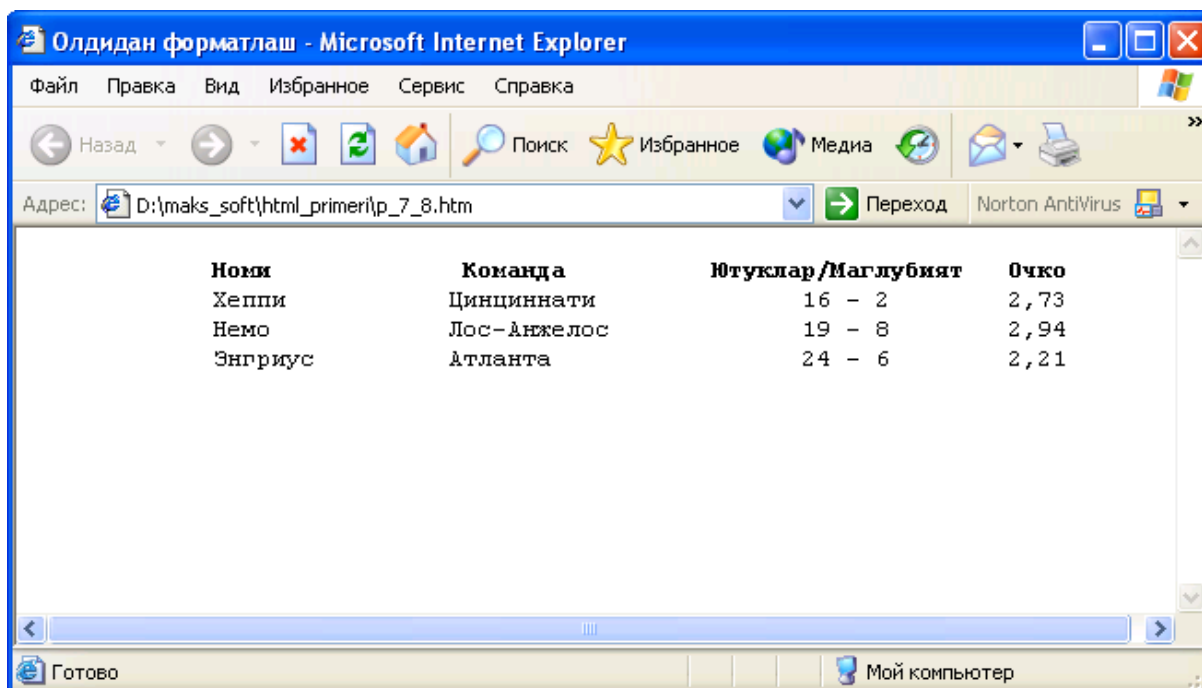 Олдидан форматлаш - Microsoft Internet Explorer
Файл Правка Вид Избранное Сервис Справка
Назад Поиск Избранное Медиа »
Адрес: D:\maks_soft\html_primeri\p_7_8.htm Переход Norton AntiVirus
Номи Команда Ютуклар/Маглубият Очко
Хеппи Цинциннати 16 - 2 2,73
Немо Лос-Анжелос 19 - 8 2,94
Энгриус Атланта 24 - 6 2,21
Готово Мой компьютер